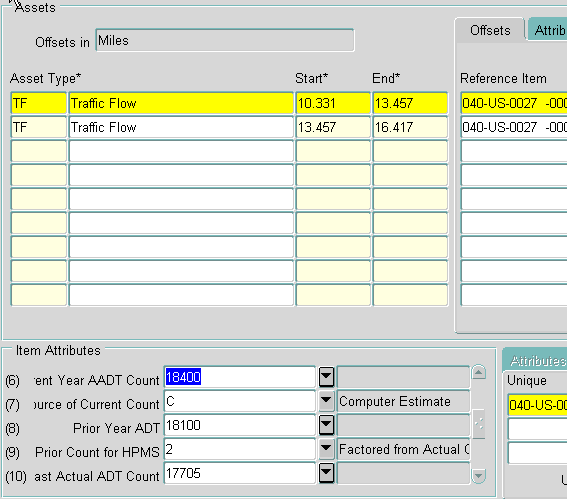 Assets
Offsets in Miles
Offsets Attrib
Asset Type* Start* End* Reference Item
TF Traffic Flow 10.331 13.457 040-US-0027 -000
TF Traffic Flow 13.457 16.417 040-US-0027 -000
Item Attributes
Attributes
(6) ent Year AADT Count 18400
Unique
(7) ource of Current Count C Computer Estimate
040-US-00
(8) Prior Year ADT 18100
(9) Prior Count for HPMS 2 Factored from Actual C
(10) ast Actual ADT Count 17705
U